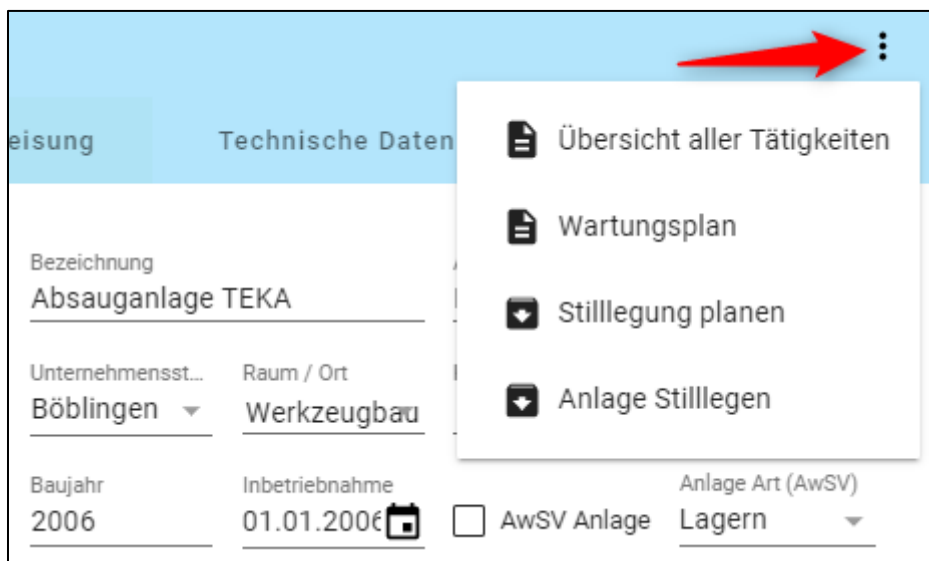 eisung
Technische Daten
Übersicht aller Tätigkeiten
Wartungsplan
Stilllegung planen
Anlage Stilllegen
Bezeichnung
Absauganlage TEKA
Unternehmensst...
Raum / Ort
Böblingen
Werkzeugbau
Baujahr
Inbetriebnahme
Anlage Art (AwSV)
2006
01.01.2006
AwSV Anlage
Lagern